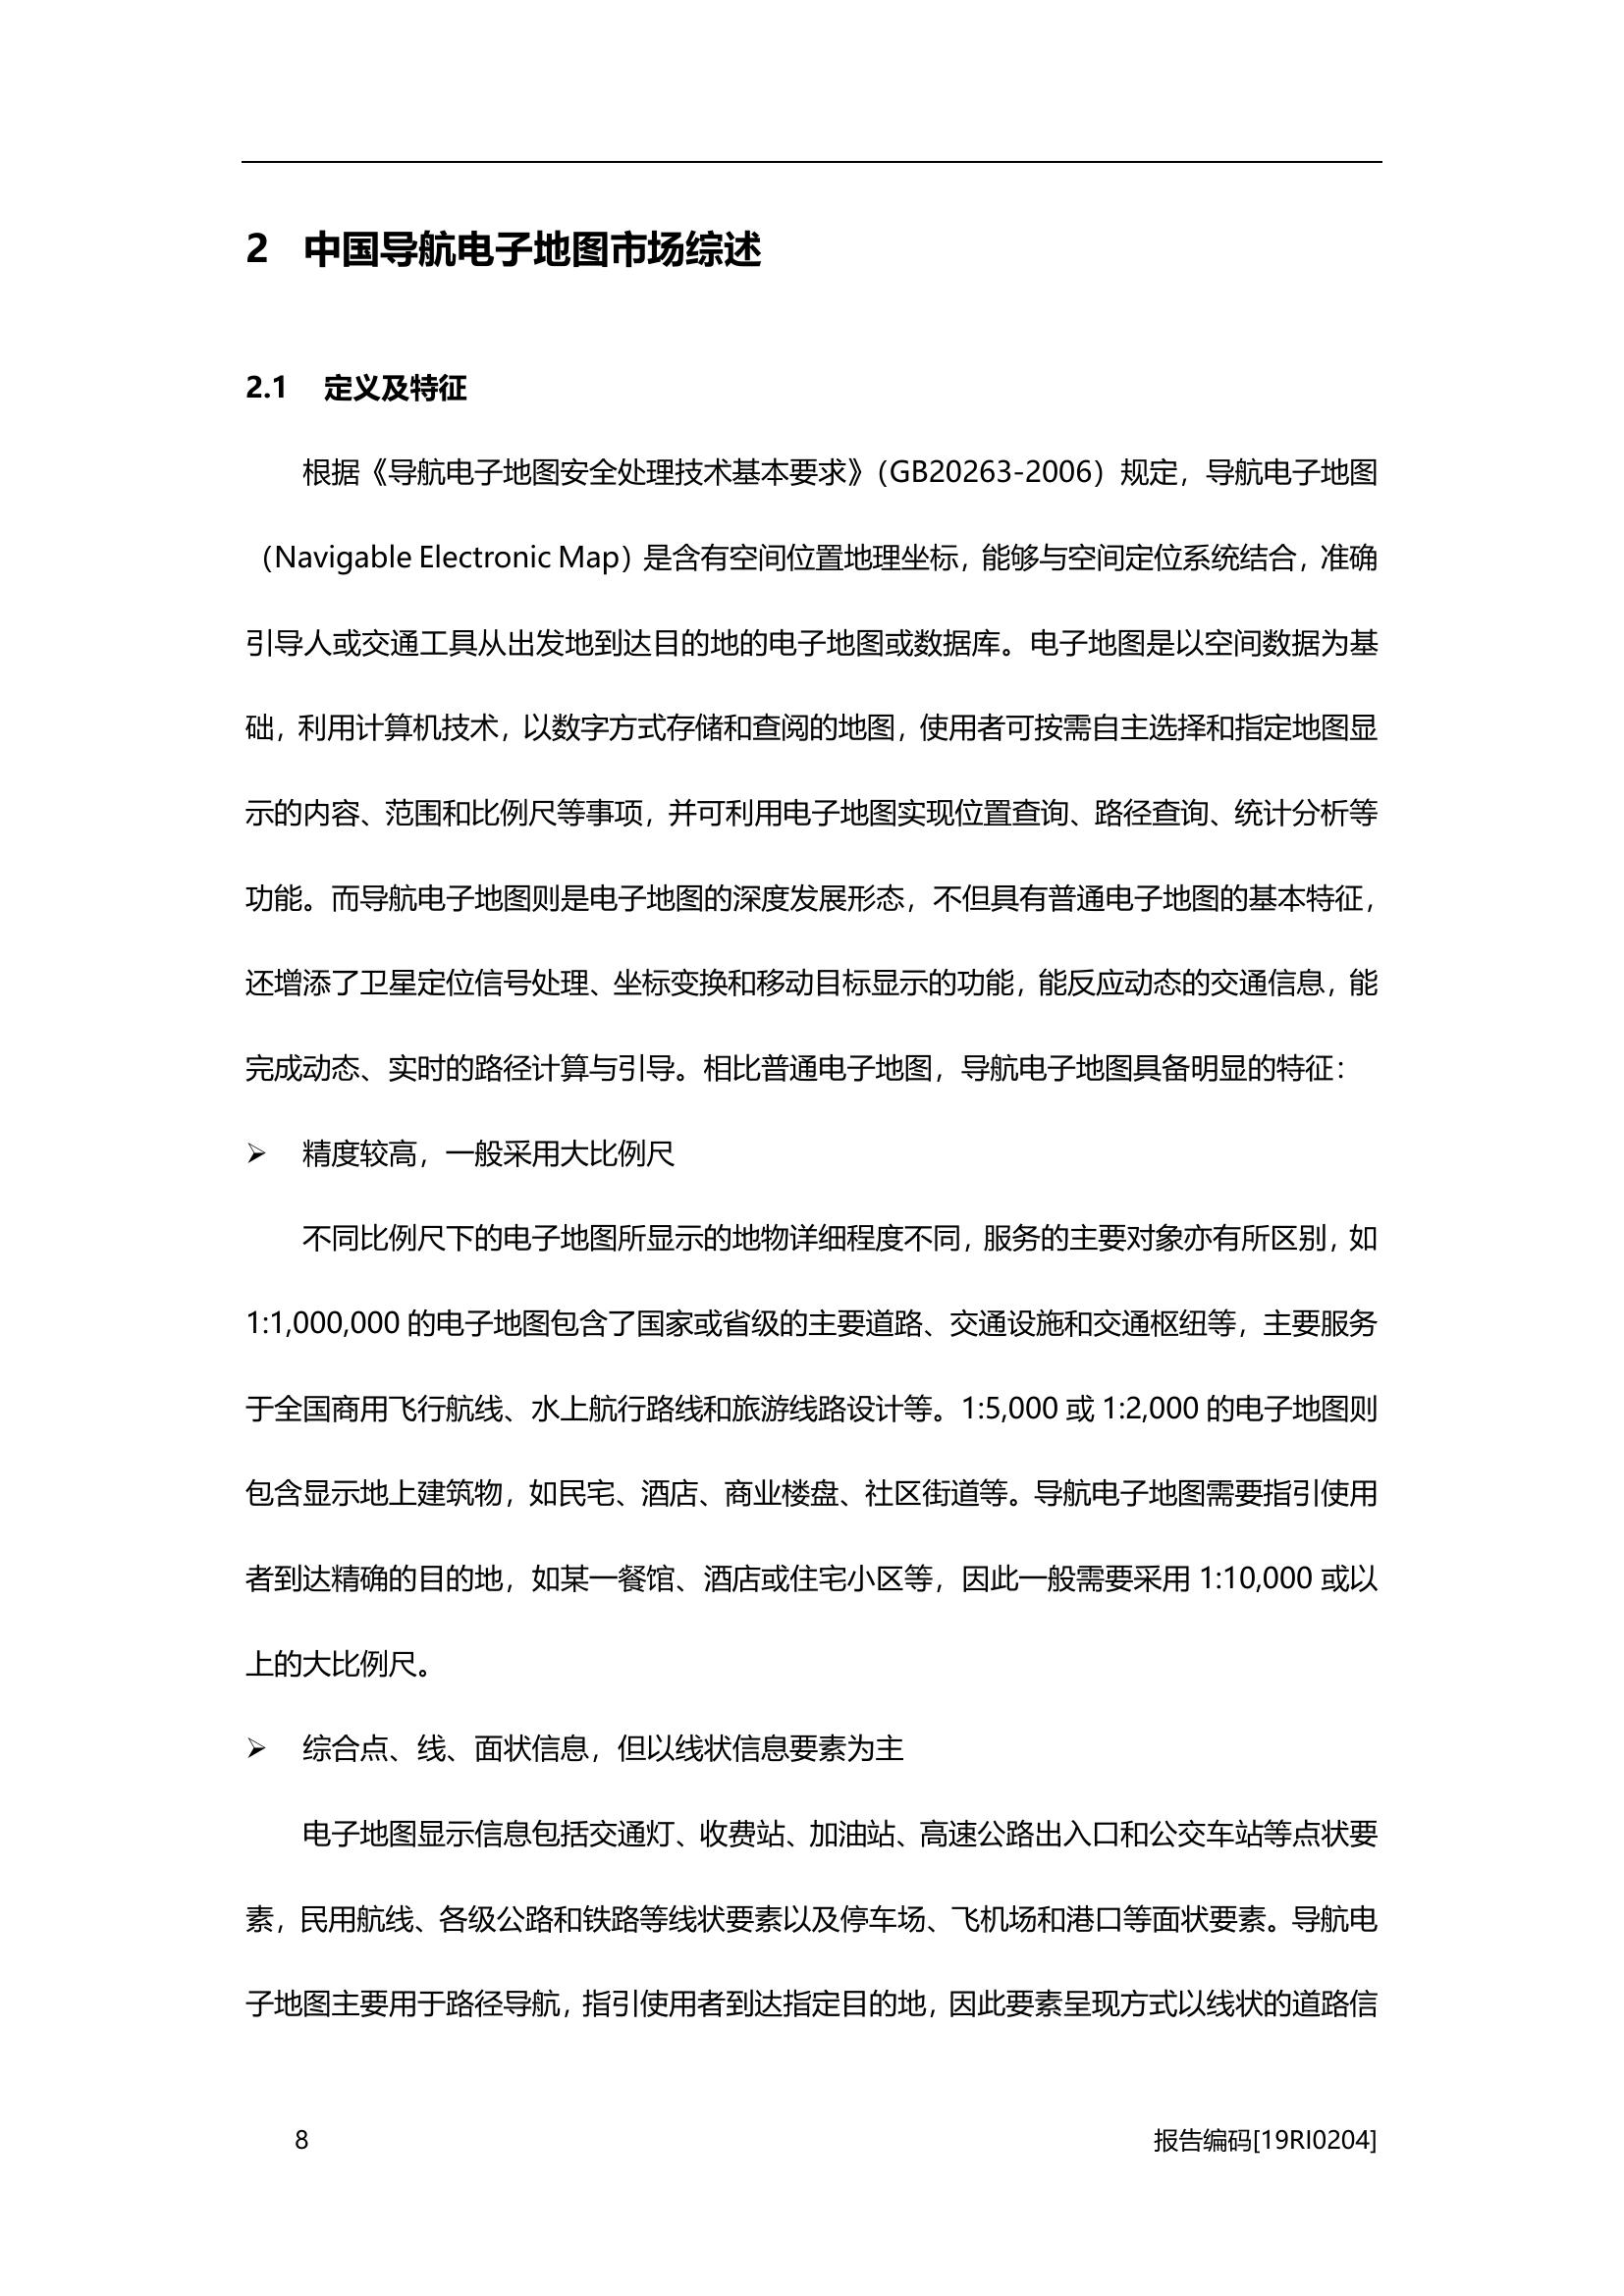 2 中国导航电子地图市场综述
2.1 定义及特征
根据《导航电子地图安全处理技术基本要求》（GB20263-2006）规定，导航电子地图
（Navigable Electronic Map）是含有空间位置地理坐标，能够与空间定位系统结合，准确
引导人或交通工具从出发地到达目的地的电子地图或数据库。电子地图是以空间数据为基
础，利用计算机技术，以数字方式存储和查阅的地图，使用者可按需自主选择和指定地图显
示的内容、范围和比例尺等事项，并可利用电子地图实现位置查询、路径查询、统计分析等
功能。而导航电子地图则是电子地图的深度发展形态，不但具有普通电子地图的基本特征，
还增添了卫星定位信号处理、坐标变换和移动目标显示的功能，能反应动态的交通信息，能
完成动态、实时的路径计算与引导。相比普通电子地图，导航电子地图具备明显的特征：
➢ 精度较高，一般采用大比例尺
不同比例尺下的电子地图所显示的地物详细程度不同，服务的主要对象亦有所区别，如
1:1,000,000 的电子地图包含了国家或省级的主要道路、交通设施和交通枢纽等，主要服务
于全国商用飞行航线、水上航行路线和旅游线路设计等。1:5,000 或 1:2,000 的电子地图则
包含显示地上建筑物，如民宅、酒店、商业楼盘、社区街道等。导航电子地图需要指引使用
者到达精确的目的地，如某一餐馆、酒店或住宅小区等，因此一般需要采用 1:10,000 或以
上的大比例尺。
➢ 综合点、线、面状信息，但以线状信息要素为主
电子地图显示信息包括交通灯、收费站、加油站、高速公路出入口和公交车站等点状要
素，民用航线、各级公路和铁路等线状要素以及停车场、飞机场和港口等面状要素。导航电
子地图主要用于路径导航，指引使用者到达指定目的地，因此要素呈现方式以线状的道路信
8 报告编码[19RI0204]